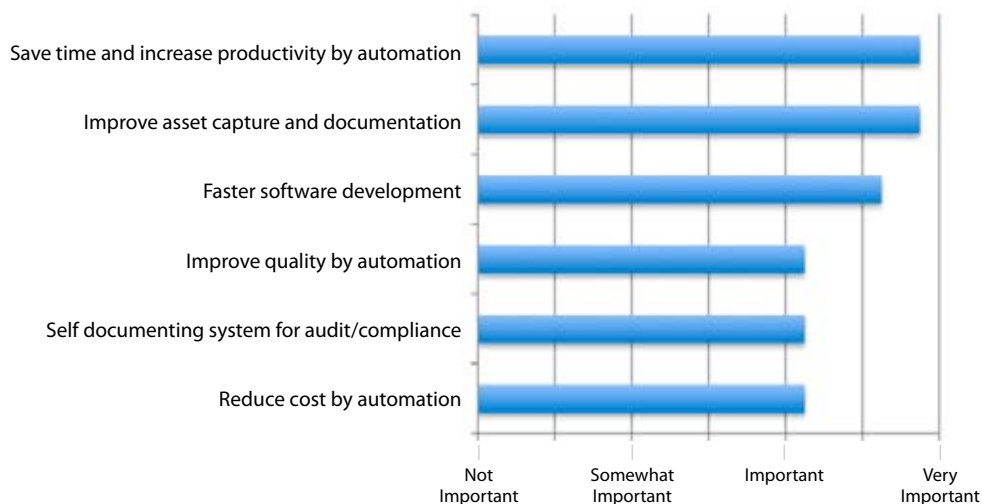 Save time and increase productivity by automation
Improve asset capture and documentation
Faster software development
Improve quality by automation
Self documenting system for audit/compliance
Reduce cost by automation
Not
Important
Somewhat
Important
Important
Very
Important